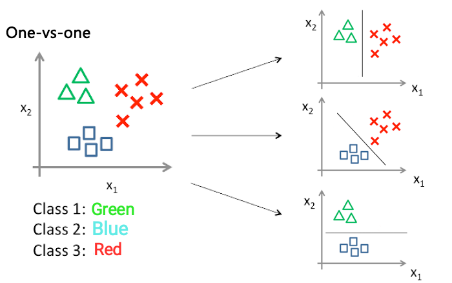 One-vs-one
x2
x1
Class 1: Green
Class 2: Blue
Class 3: Red
x2
x1
x2
x1
x2
x1